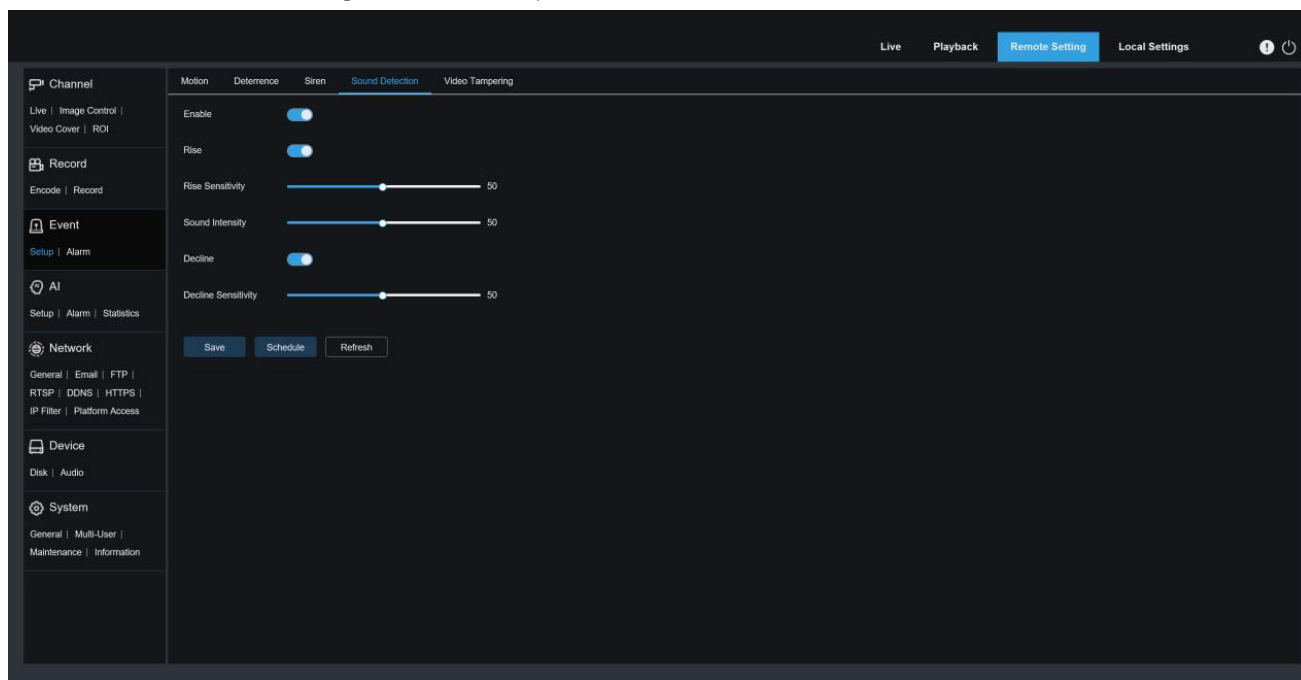 Live Playback Remote Setting Local Settings
Channel
Live | Image Control |
Video Cover | ROI
Record
Encode | Record
Event
Setup | Alarm
AI
Setup | Alarm | Statistics
Network
General | Email | FTP |
RTSP | DDNS | HTTPS |
IP Filter | Platform Access
Device
Disk | Audio
System
General | Multi-User |
Maintenance | Information
Motion Deterrence Siren Sound Detection Video Tampering
Enable
Rise
Rise Sensitivity 50
Sound Intensity 50
Decline
Decline Sensitivity 50
Save Schedule Refresh